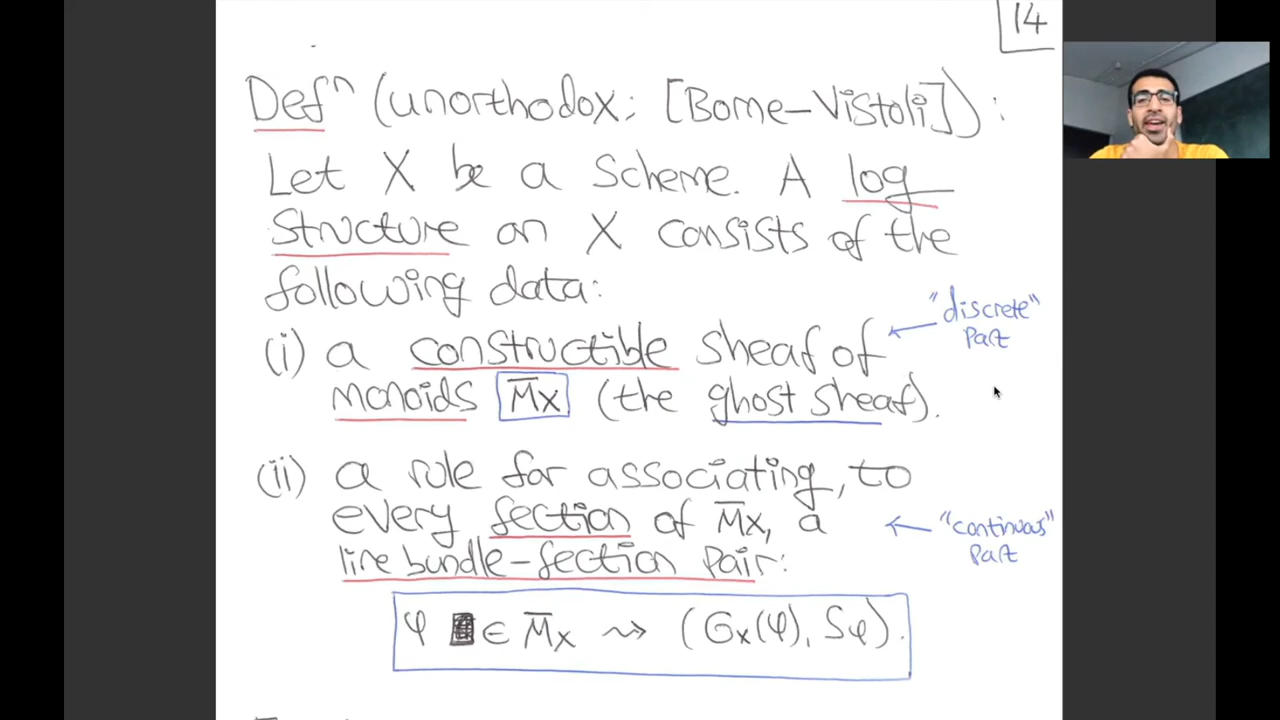 14
Defⁿ (unorthodox; [Borne-Vistoli]):
Let X be a scheme. A log
structure on X consists of the
following data:
(i) a constructible sheaf of
monoids M̄x (the ghost sheaf).
← "discrete" part
(ii) a rule for associating, to
every section of M̄x, a
line bundle-section pair:
← "continuous" part
φ ∈ M̄x ⇝ (Ox(φ), Sφ).